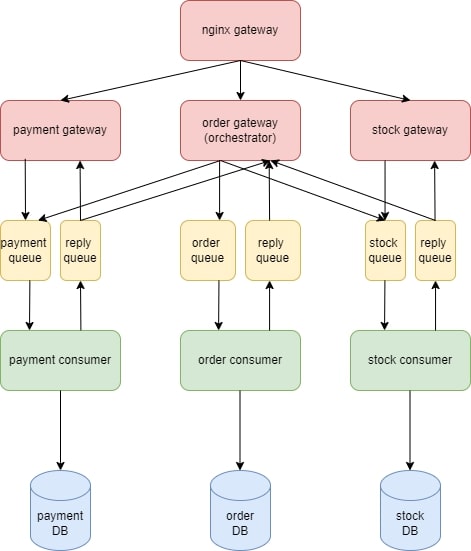 nginx gateway
payment gateway
order gateway
(orchestrator)
stock gateway
payment
queue
reply
queue
order
queue
reply
queue
stock
queue
reply
queue
payment consumer
order consumer
stock consumer
payment
DB
order
DB
stock
DB